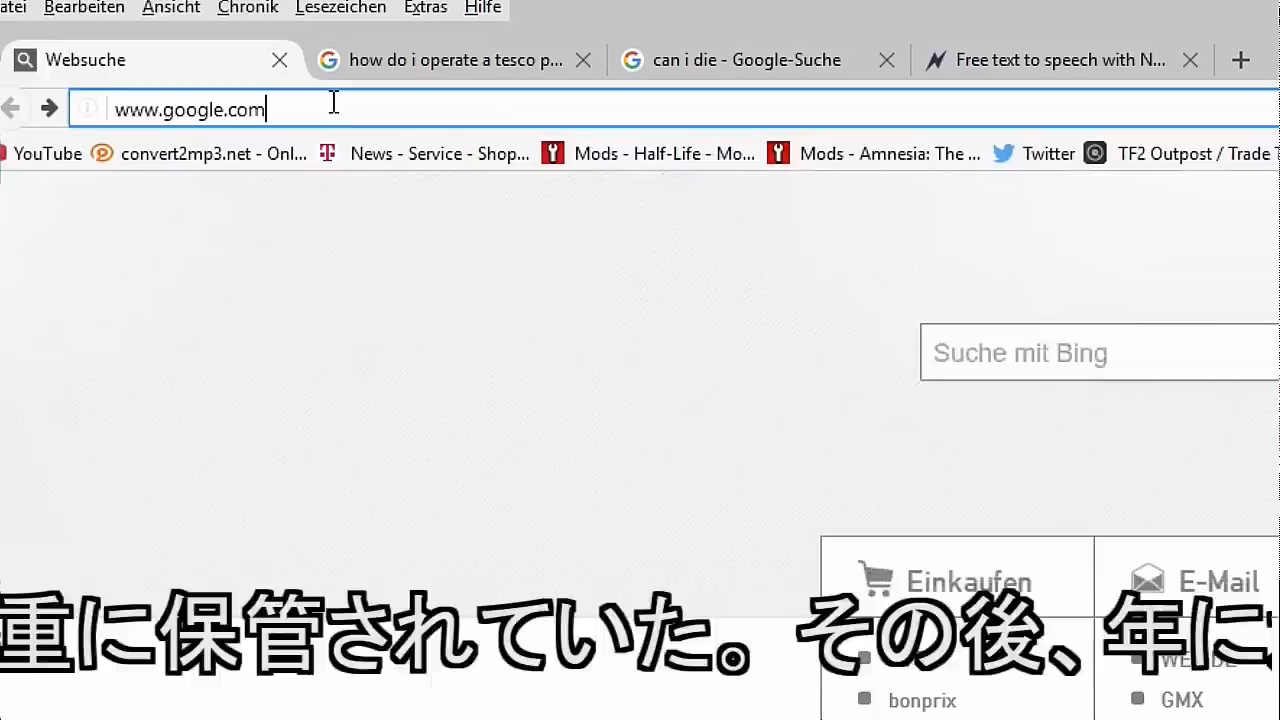 atei Bearbeiten Ansicht Chronik Lesezeichen Extras Hilfe
Websuche how do i operate a tesco p... can i die - Google-Suche Free text to speech with N...
www.google.com
YouTube convert2mp3.net - Onl... News - Service - Shop... Mods - Half-Life - Mo... Mods - Amnesia: The ... Twitter TF2 Outpost / Trade
Suche mit Bing
Einkaufen E-Mail
重に保管されていた。その後、年に
bonprix GMX